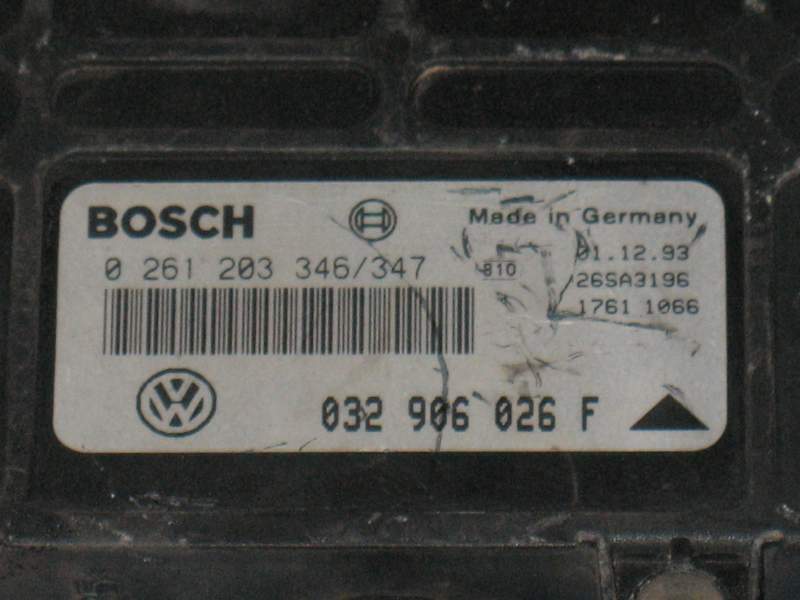 BOSCH
Made in Germany
0 261 203 346/347
810
01.12.93
26SA3196
1761 1066
032 906 026 F